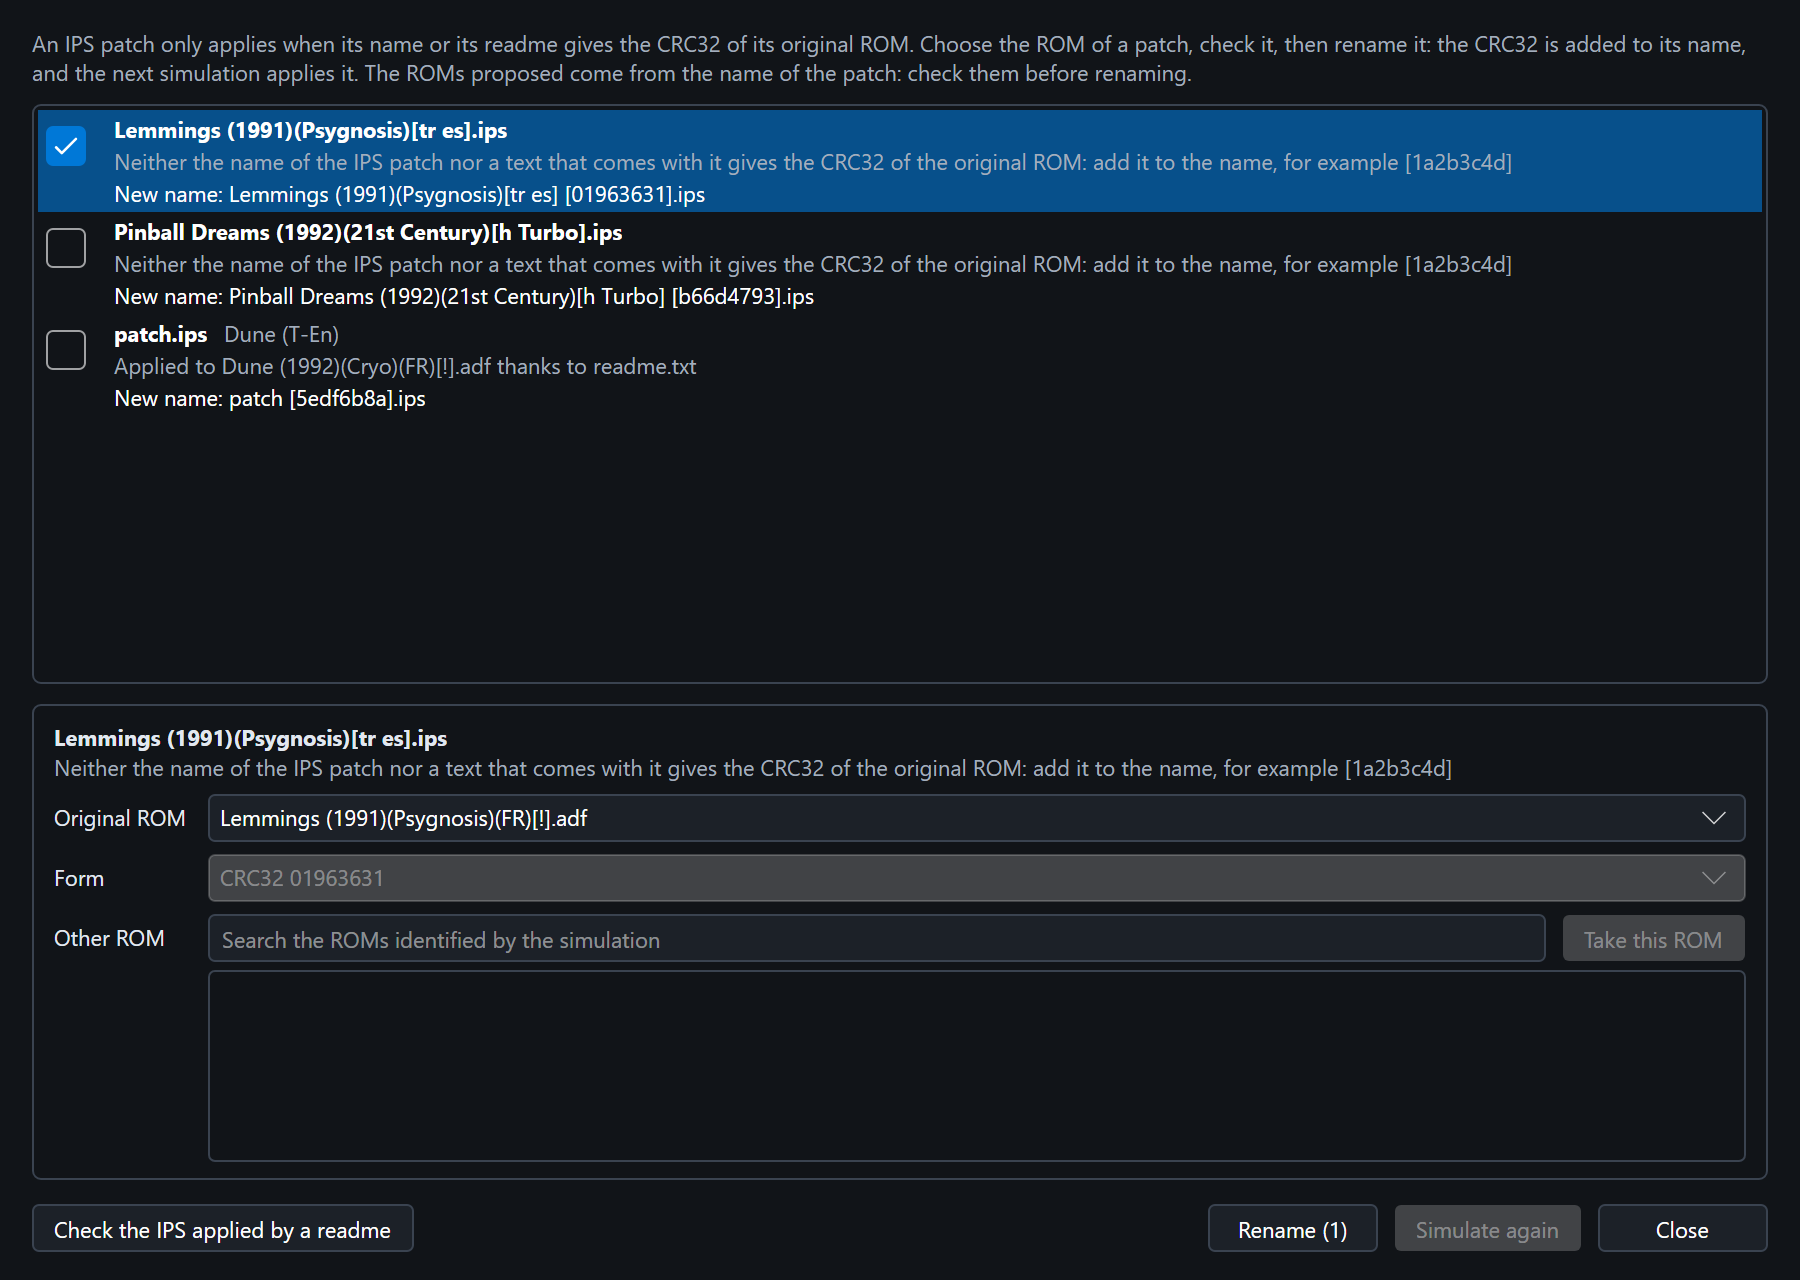 An IPS patch only applies when its name or its readme gives the CRC32 of its original ROM. Choose the ROM of a patch, check it, then rename it: the CRC32 is added to its name,
and the next simulation applies it. The ROMs proposed come from the name of the patch: check them before renaming.
Lemmings (1991)(Psygnosis)[tr es].ips
Neither the name of the IPS patch nor a text that comes with it gives the CRC32 of the original ROM: add it to the name, for example [1a2b3c4d]
New name: Lemmings (1991)(Psygnosis)[tr es] [01963631].ips
Pinball Dreams (1992)(21st Century)[h Turbo].ips
Neither the name of the IPS patch nor a text that comes with it gives the CRC32 of the original ROM: add it to the name, for example [1a2b3c4d]
New name: Pinball Dreams (1992)(21st Century)[h Turbo] [b66d4793].ips
patch.ips Dune (T-En)
Applied to Dune (1992)(Cryo)(FR)[!].adf thanks to readme.txt
New name: patch [5edf6b8a].ips
Lemmings (1991)(Psygnosis)[tr es].ips
Neither the name of the IPS patch nor a text that comes with it gives the CRC32 of the original ROM: add it to the name, for example [1a2b3c4d]
Original ROM Lemmings (1991)(Psygnosis)(FR)[!].adf
Form CRC32 01963631
Other ROM Search the ROMs identified by the simulation Take this ROM
Check the IPS applied by a readme Rename (1) Simulate again Close